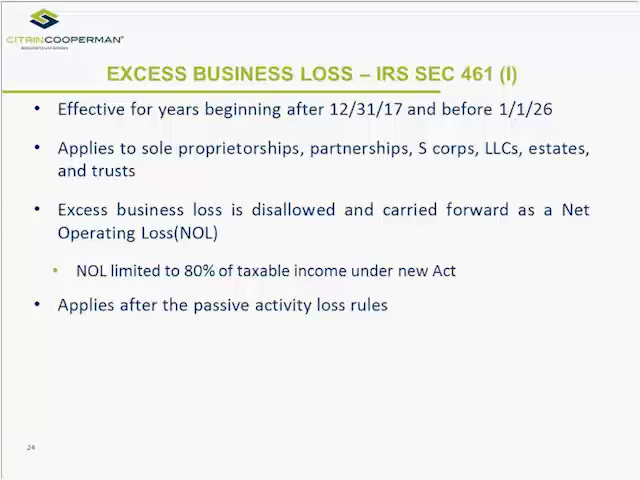 CITRINCOOPERMAN®
EXCESS BUSINESS LOSS – IRS SEC 461 (I)
• Effective for years beginning after 12/31/17 and before 1/1/26
• Applies to sole proprietorships, partnerships, S corps, LLCs, estates,
and trusts
• Excess business loss is disallowed and carried forward as a Net
Operating Loss(NOL)
• NOL limited to 80% of taxable income under new Act
• Applies after the passive activity loss rules
24